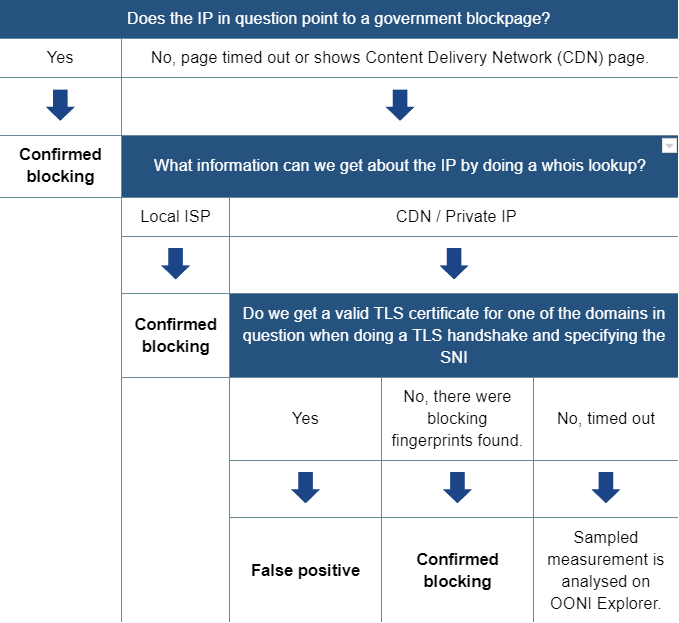 Does the IP in question point to a government blockpage?
Yes
No, page timed out or shows Content Delivery Network (CDN) page.
Confirmed
blocking
What information can we get about the IP by doing a whois lookup?
Local ISP
CDN / Private IP
Confirmed
blocking
Do we get a valid TLS certificate for one of the domains in
question when doing a TLS handshake and specifying the
SNI
Yes
No, there were
blocking
fingerprints found.
No, timed out
False positive
Confirmed
blocking
Sampled
measurement is
analysed on
OONI Explorer.